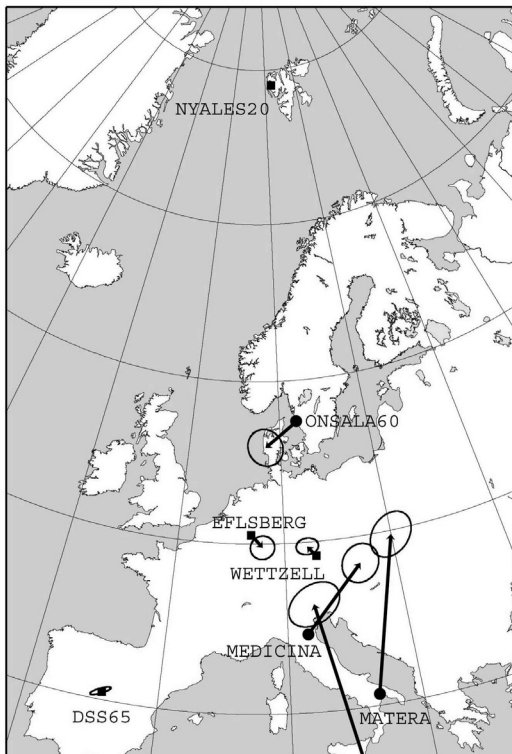 NYALES20
ONSALA60
EFLSBERG
WETTZELL
MEDICINA
DSS65
MATERA